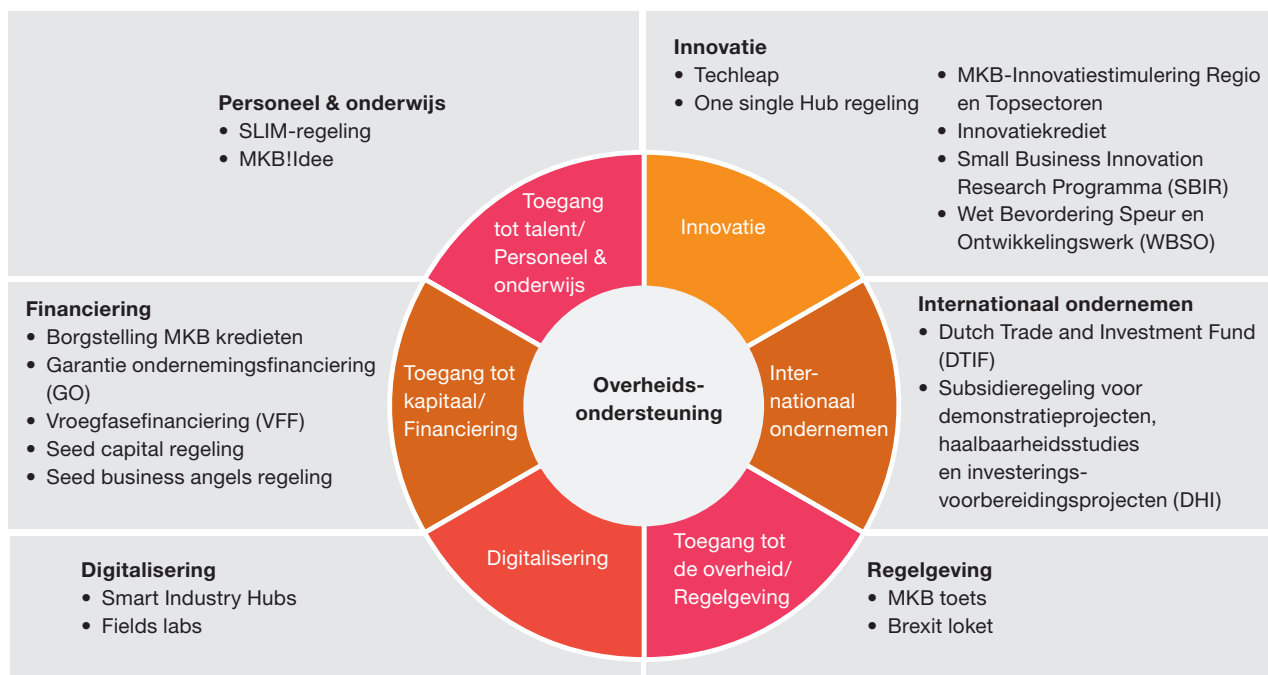 Personeel & onderwijs
• SLIM-regeling
• MKB!Idee
Innovatie
• Techleap
• One single Hub regeling
• MKB-Innovatiestimulering Regio
en Topsectoren
• Innovatiekrediet
• Small Business Innovation
Research Programma (SBIR)
• Wet Bevordering Speur en
Ontwikkelingswerk (WBSO)
Toegang
tot talent/
Personeel &
onderwijs
Innovatie
Financiering
• Borgstelling MKB kredieten
• Garantie ondernemingsfinanciering
(GO)
• Vroegfasefinanciering (VFF)
• Seed capital regeling
• Seed business angels regeling
Toegang tot
kapitaal/
Financiering
Overheids-
ondersteuning
Inter-
nationaal
ondernemen
Internationaal ondernemen
• Dutch Trade and Investment Fund
(DTIF)
• Subsidieregeling voor
demonstratieprojecten,
haalbaarheidsstudies
en investerings-
voorbereidingsprojecten (DHI)
Digitalisering
• Smart Industry Hubs
• Fields labs
Digitalisering
Toegang tot
de overheid/
Regelgeving
Regelgeving
• MKB toets
• Brexit loket